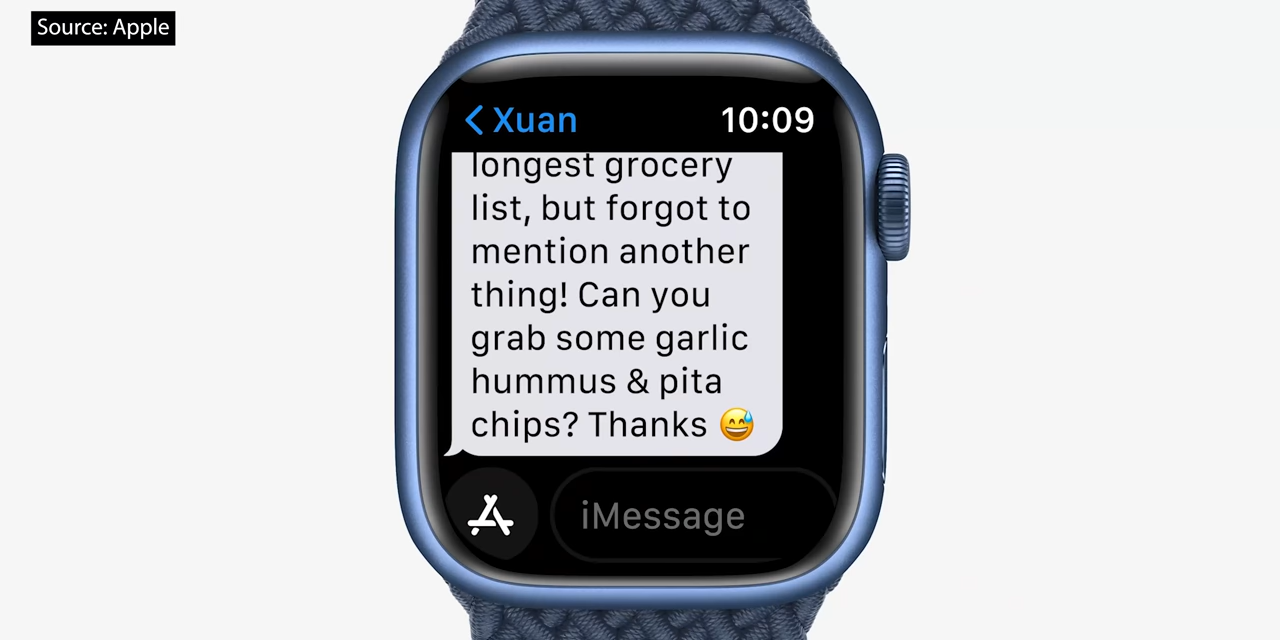 Source: Apple
Xuan 10:09
longest grocery
list, but forgot to
mention another
thing! Can you
grab some garlic
hummus & pita
chips? Thanks 😅
iMessage